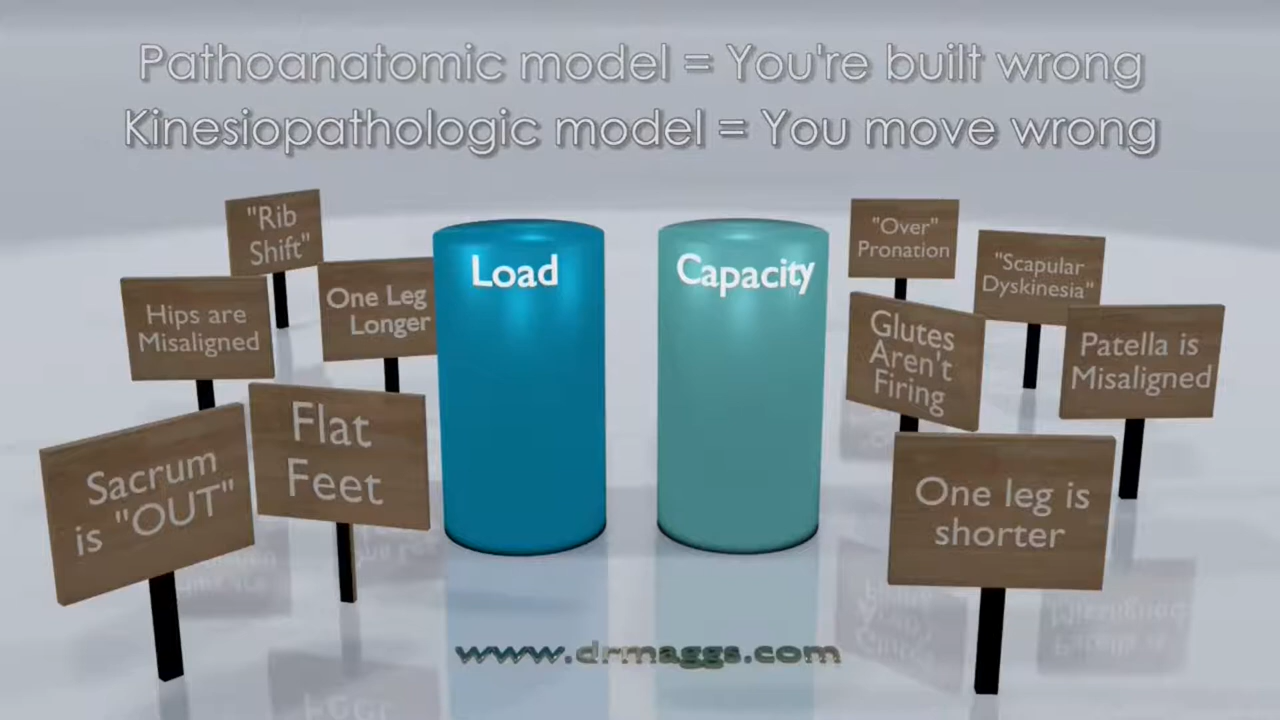 Pathoanatomic model = You're built wrong
Kinesiopathologic model = You move wrong
"Rib
Shift"
Hips are
Misaligned
One Leg
Longer
Sacrum
is "OUT"
Flat
Feet
Load
Capacity
"Over"
Pronation
"Scapular
Dyskinesia"
Glutes
Aren't
Firing
Patella is
Misaligned
One leg is
shorter
www.drmaggs.com